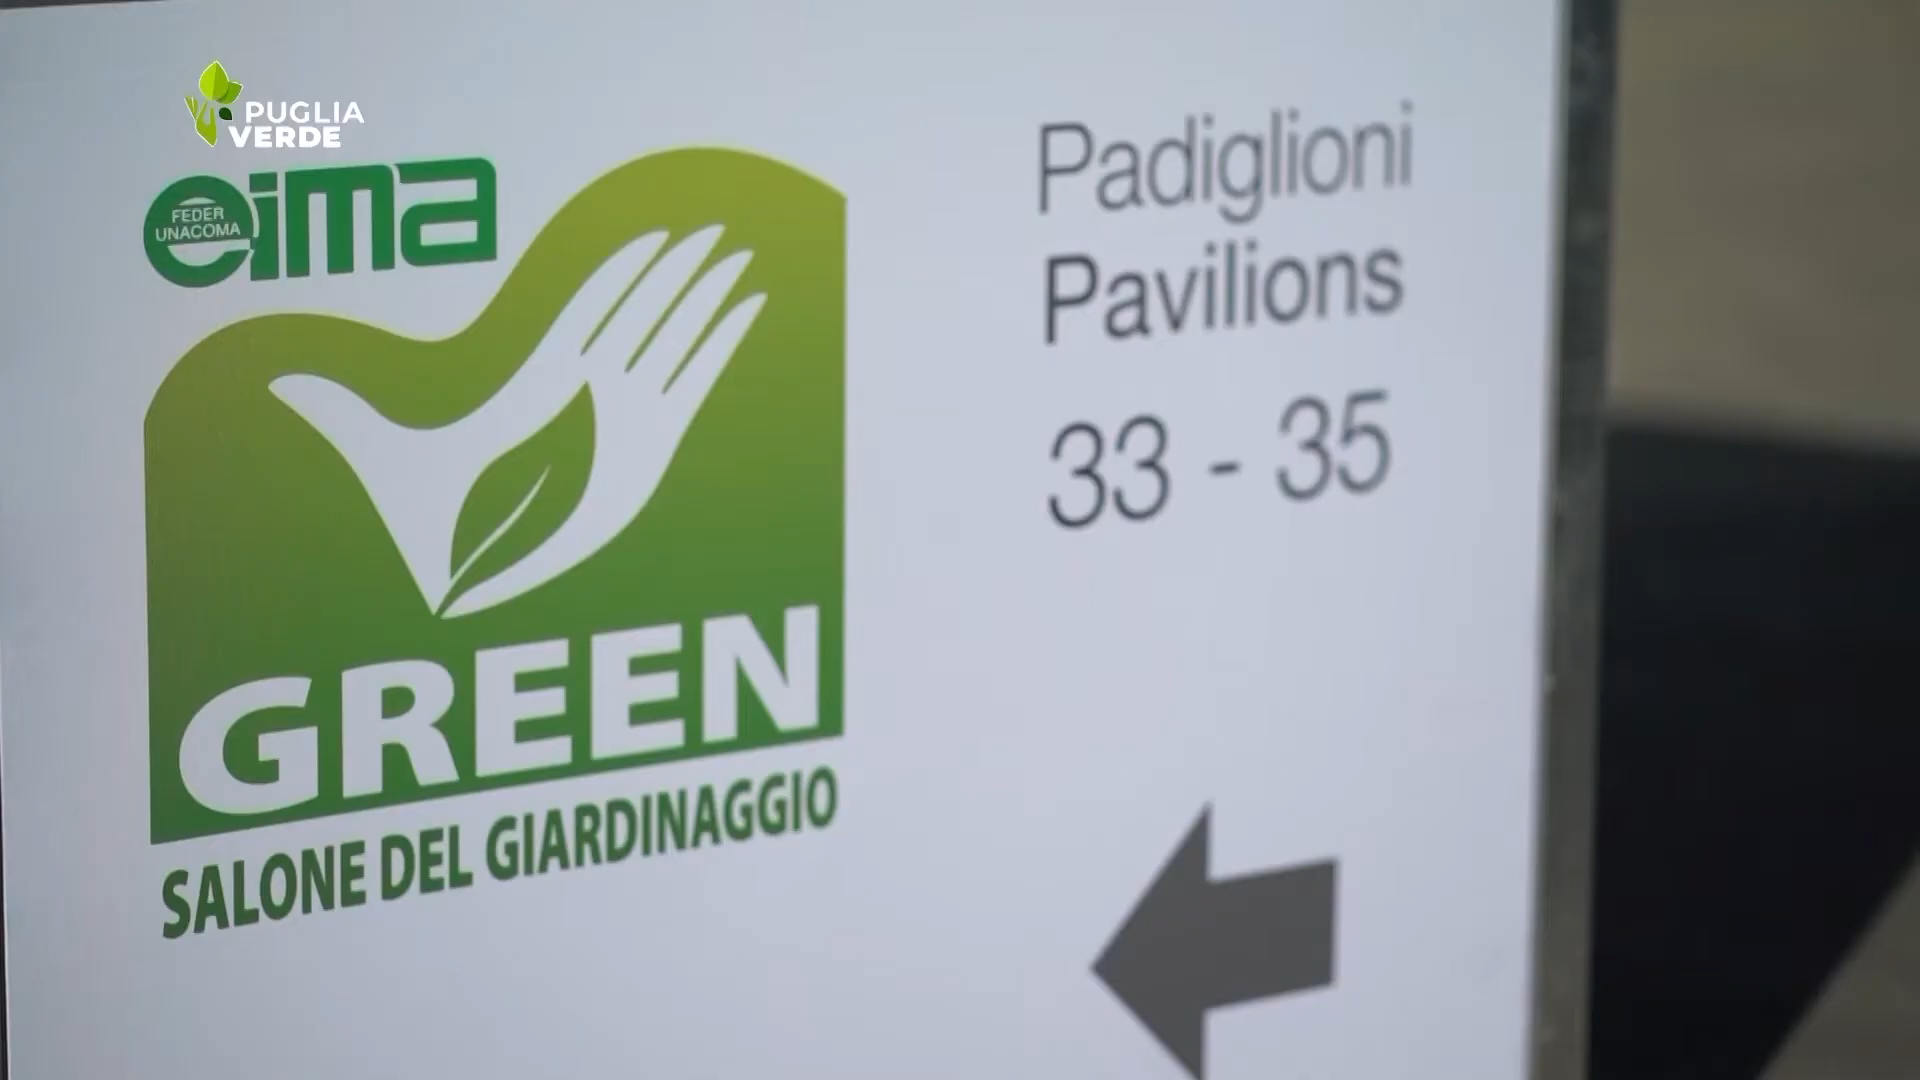 PUGLIA
VERDE
eima
FEDER
UNACOMA
GREEN
SALONE DEL GIARDINAGGIO
Padiglioni
Pavilions
33 - 35